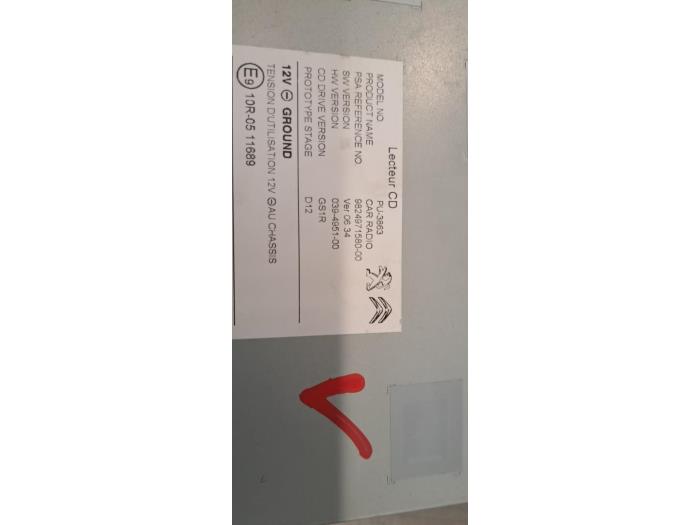 Lecteur CD
MODEL NO. PU-3863
PRODUCT NAME CAR RADIO
PSA REFERENCE NO. 9824971580-00
SW VERSION Ver 06.34
HW VERSION 039-4951-00
CD DRIVE VERSION GS1R
PROTOTYPE STAGE D12
12V ⊖ GROUND
TENSION D'UTILISATION 12V ⊖ AU CHASSIS
E9 10R-05 11689